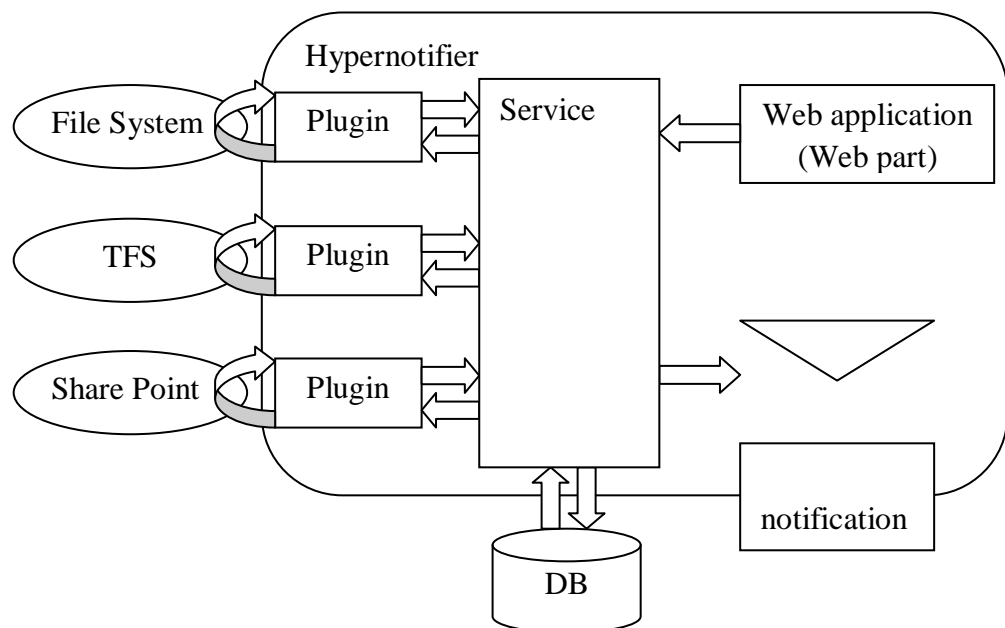 Hypernotifier
File System
Plugin
Service
Web application
(Web part)
TFS
Plugin
Share Point
Plugin
notification
DB